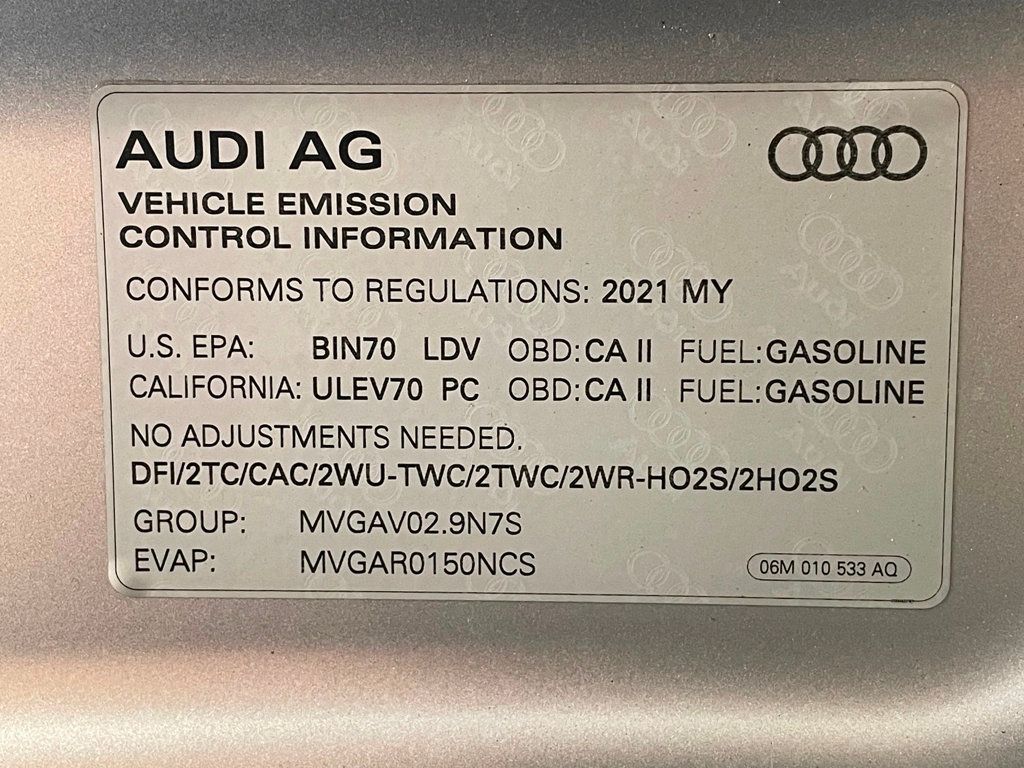 AUDI AG
VEHICLE EMISSION
CONTROL INFORMATION
CONFORMS TO REGULATIONS: 2021 MY
U.S. EPA: BIN70 LDV OBD:CA II FUEL:GASOLINE
CALIFORNIA: ULEV70 PC OBD:CA II FUEL:GASOLINE
NO ADJUSTMENTS NEEDED.
DFI/2TC/CAC/2WU-TWC/2TWC/2WR-HO2S/2HO2S
GROUP: MVGAV02.9N7S
EVAP: MVGAR0150NCS
06M 010 533 AQ